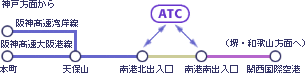 神戸方面から
ATC
阪神高速湾岸線
阪神高速大阪港線
(堺・和歌山方面へ)
本町
天保山
南港北出入口
南港南出入口
関西国際空港